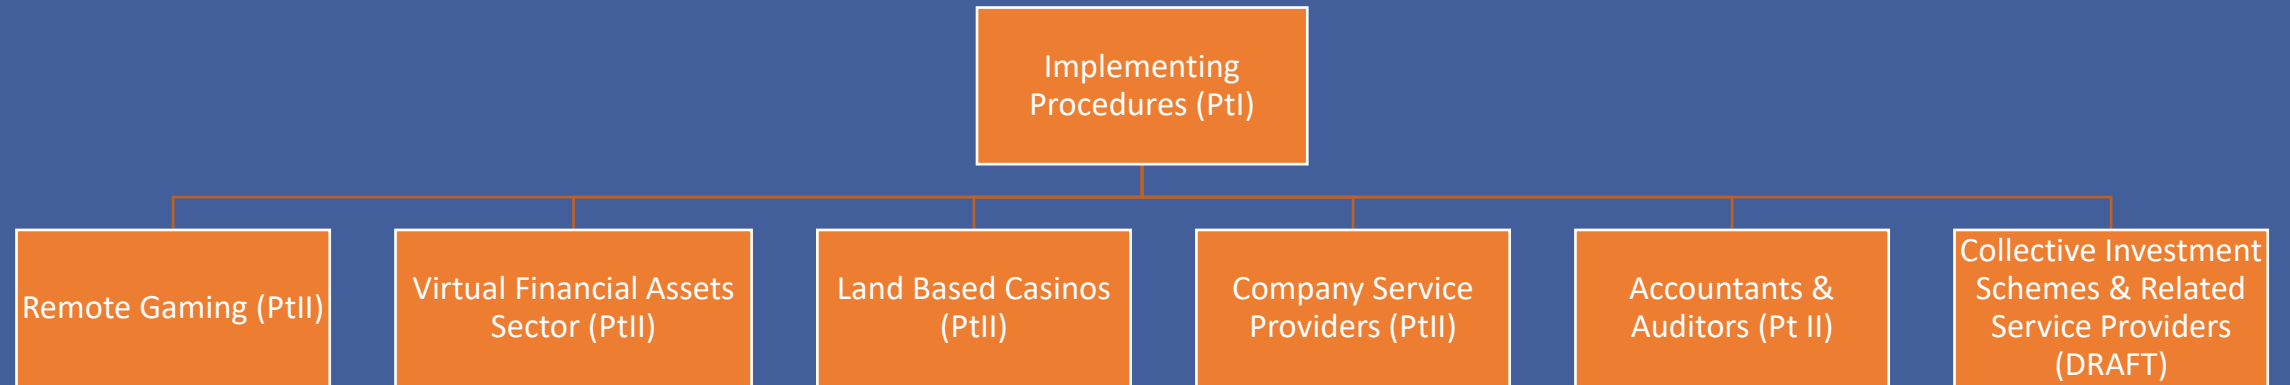 Implementing
Procedures (PtI)
Remote Gaming (PtII)
Virtual Financial Assets
Sector (PtII)
Land Based Casinos
(PtII)
Company Service
Providers (PtII)
Accountants &
Auditors (Pt II)
Collective Investment
Schemes & Related
Service Providers
(DRAFT)